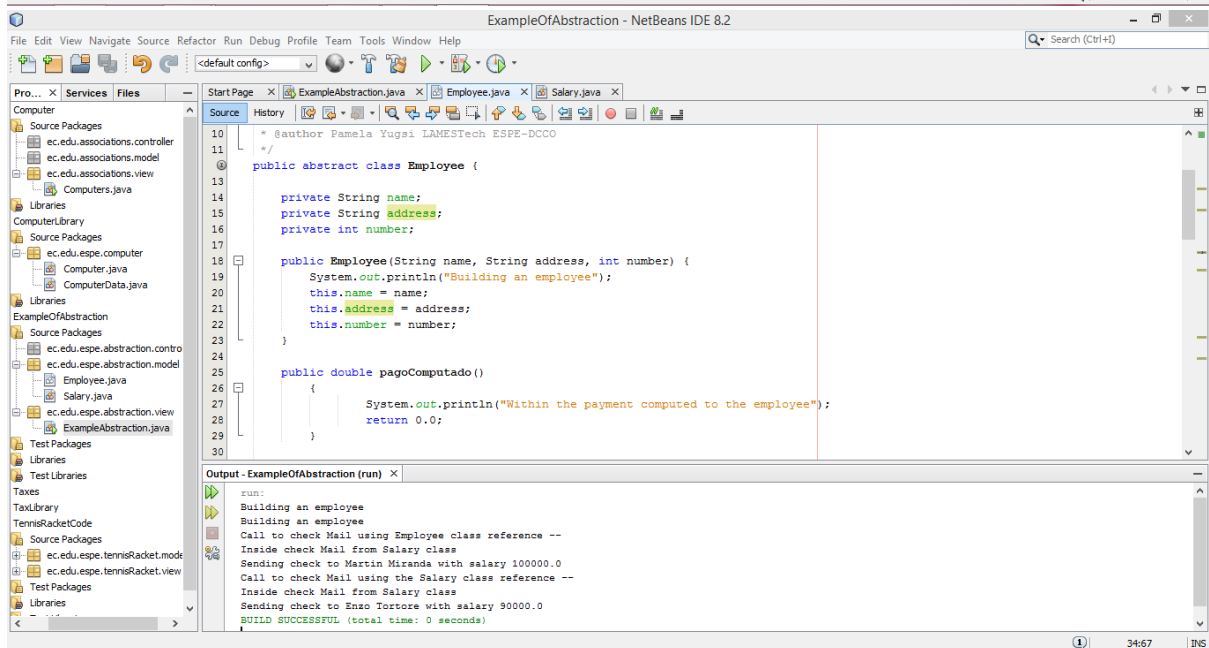 ExampleOfAbstraction - NetBeans IDE 8.2
File Edit View Navigate Source Refactor Run Debug Profile Team Tools Window Help
Search (Ctrl+I)
<default config>
Pro... Services Files
Start Page ExampleAbstraction.java Employee.java Salary.java
Source History
Computer
Source Packages
ec.edu.associations.controller
ec.edu.associations.model
ec.edu.associations.view
Computers.java
Libraries
ComputerLibrary
Source Packages
ec.edu.espe.computer
Computer.java
ComputerData.java
Libraries
ExampleOfAbstraction
Source Packages
ec.edu.espe.abstraction.contro
ec.edu.espe.abstraction.model
Employee.java
Salary.java
ec.edu.espe.abstraction.view
ExampleAbstraction.java
Test Packages
Libraries
Test Libraries
Taxes
TaxLibrary
TennisRacketCode
Source Packages
ec.edu.espe.tennisRacket.mode
ec.edu.espe.tennisRacket.view
Test Packages
Libraries
10 * @author Pamela Yugsi LAMESTech ESPE-DCCO
11 */
public abstract class Employee {
13
14 private String name;
15 private String address;
16 private int number;
17
18 public Employee(String name, String address, int number) {
19 System.out.println("Building an employee");
20 this.name = name;
21 this.address = address;
22 this.number = number;
23 }
24
25 public double pagoComputado()
26 {
27 System.out.println("Within the payment computed to the employee");
28 return 0.0;
29 }
30
Output - ExampleOfAbstraction (run)
run:
Building an employee
Building an employee
Call to check Mail using Employee class reference --
Inside check Mail from Salary class
Sending check to Martin Miranda with salary 100000.0
Call to check Mail using the Salary class reference --
Inside check Mail from Salary class
Sending check to Enzo Tortore with salary 90000.0
BUILD SUCCESSFUL (total time: 0 seconds)
1 34:67 INS